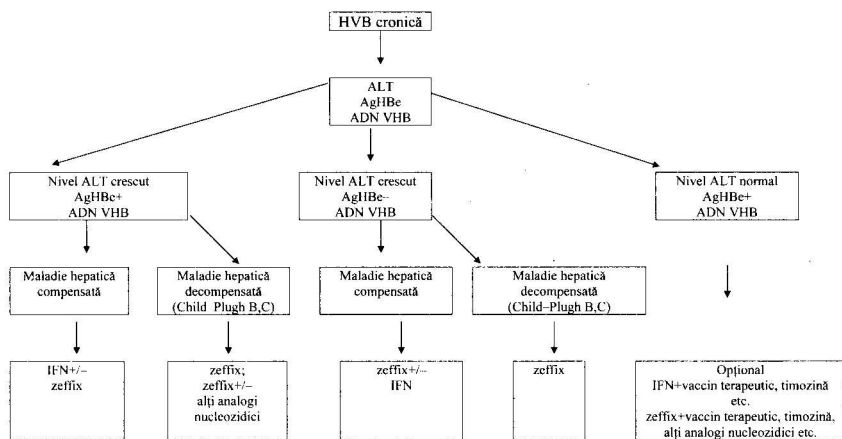 HVB cronică
ALT
AgHBe
ADN VHB
Nivel ALT crescut
AgHBe+
ADN VHB
Nivel ALT crescut
AgHBe–
ADN VHB
Nivel ALT normal
AgHBe+
ADN VHB
Maladie hepatică
compensată
Maladie hepatică
decompensată
(Child Plugh B,C)
Maladie hepatică
compensată
Maladie hepatică
decompensată
(Child–Plugh B,C)
IFN+/–
zeffix
zeffix;
zeffix+/–
alți analogi
nucleozidici
zeffix+/–
IFN
zeffix
Opțional
IFN+vaccin terapeutic, timozină
etc.
zeffix+vaccin terapeutic, timozină,
alți analogi nucleozidici etc.